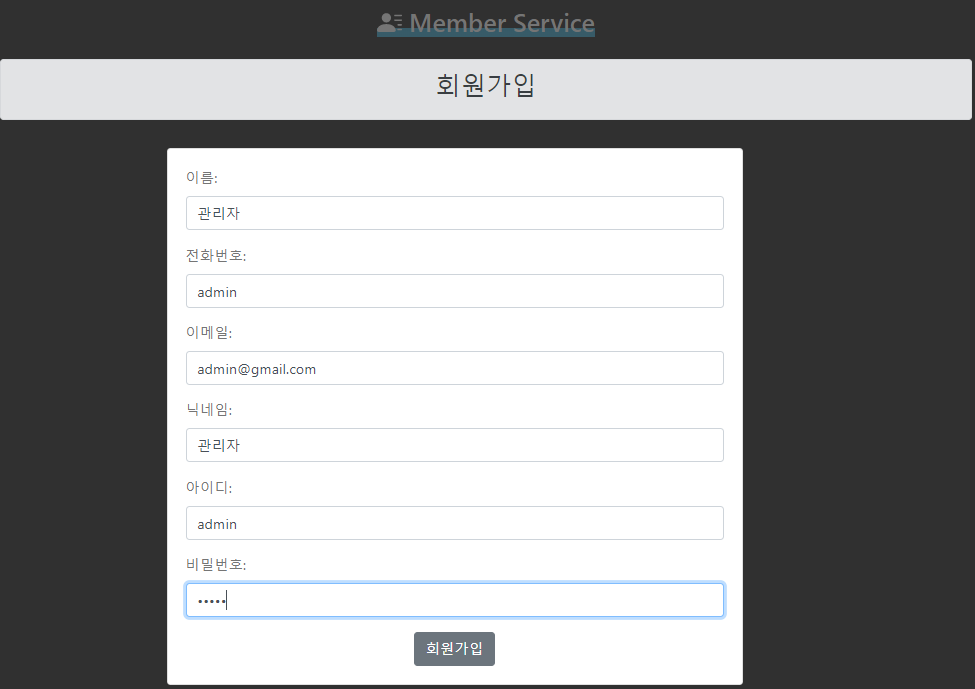 Member Service
회원가입
이름:
관리자
전화번호:
admin
이메일:
admin@gmail.com
닉네임:
관리자
아이디:
admin
비밀번호:
•••••
회원가입